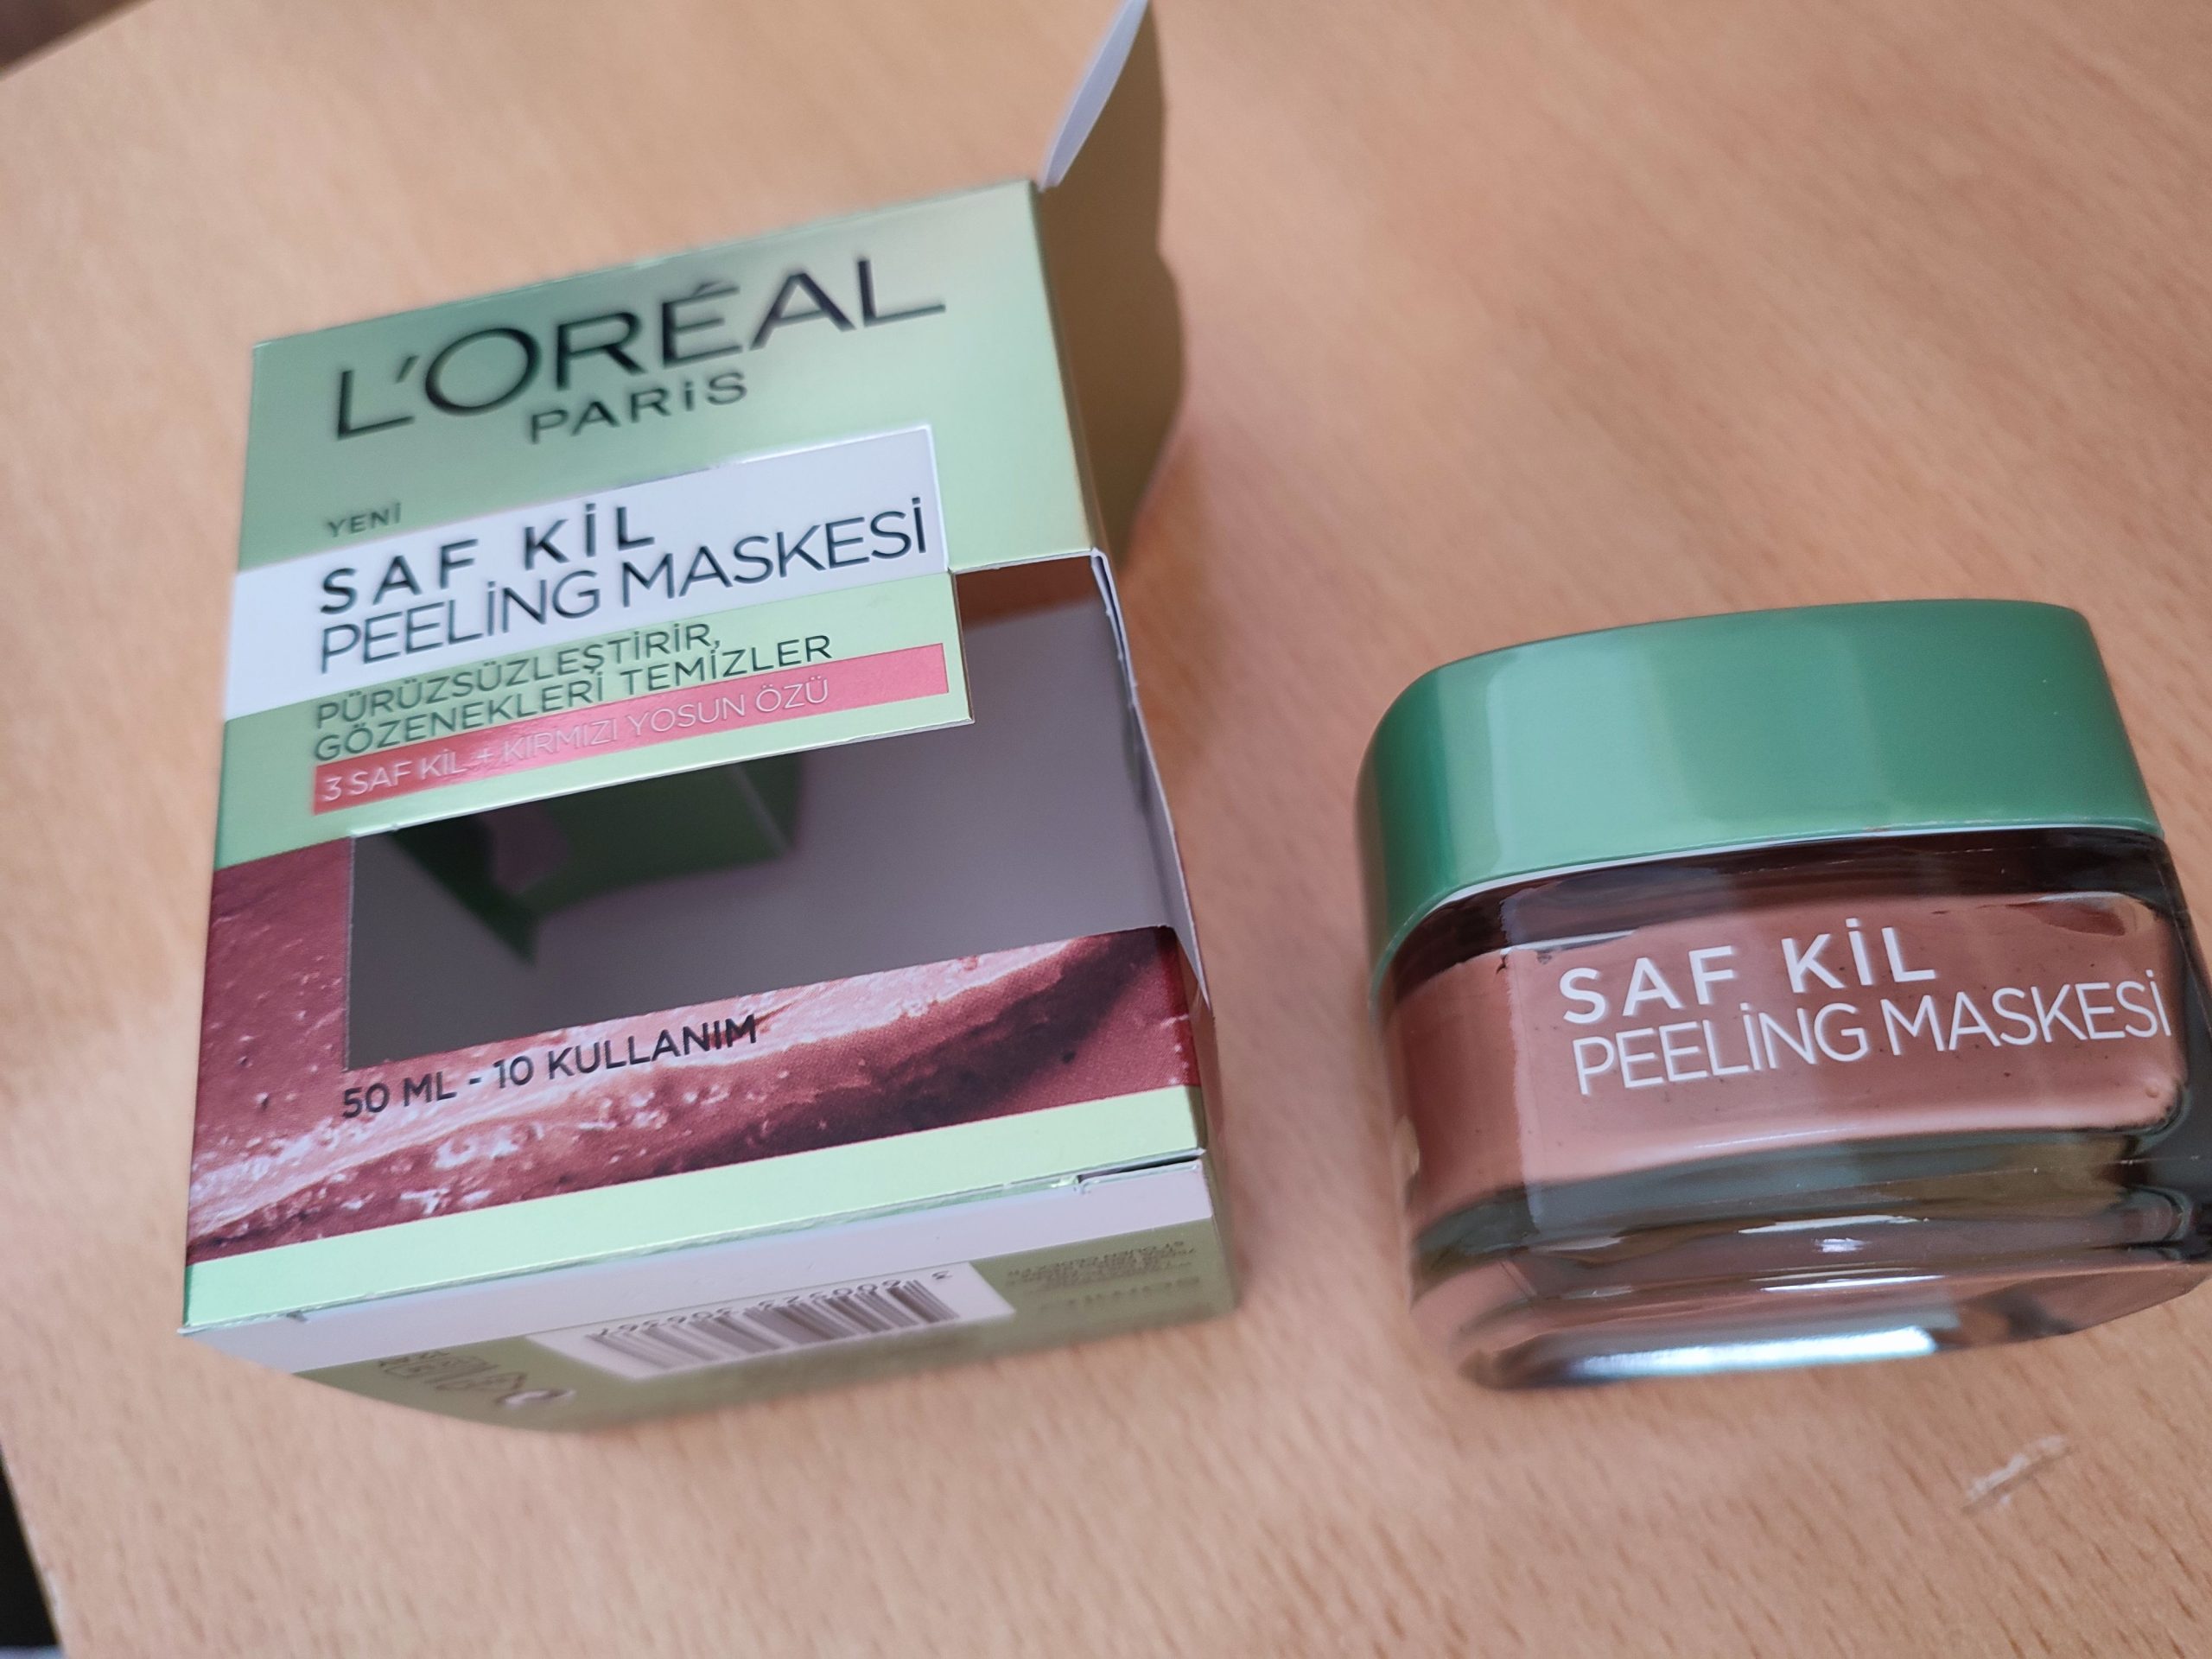 L'ORÉAL
PARiS
YENİ
SAF KİL
PEELİNG MASKESİ
PÜRÜZSÜZLEŞTİRİR,
GÖZENEKLERİ TEMİZLER
3 SAF KİL + KIRMIZI YOSUN ÖZÜ
50 ML - 10 KULLANIM
SAF KİL
PEELİNG MASKESİ